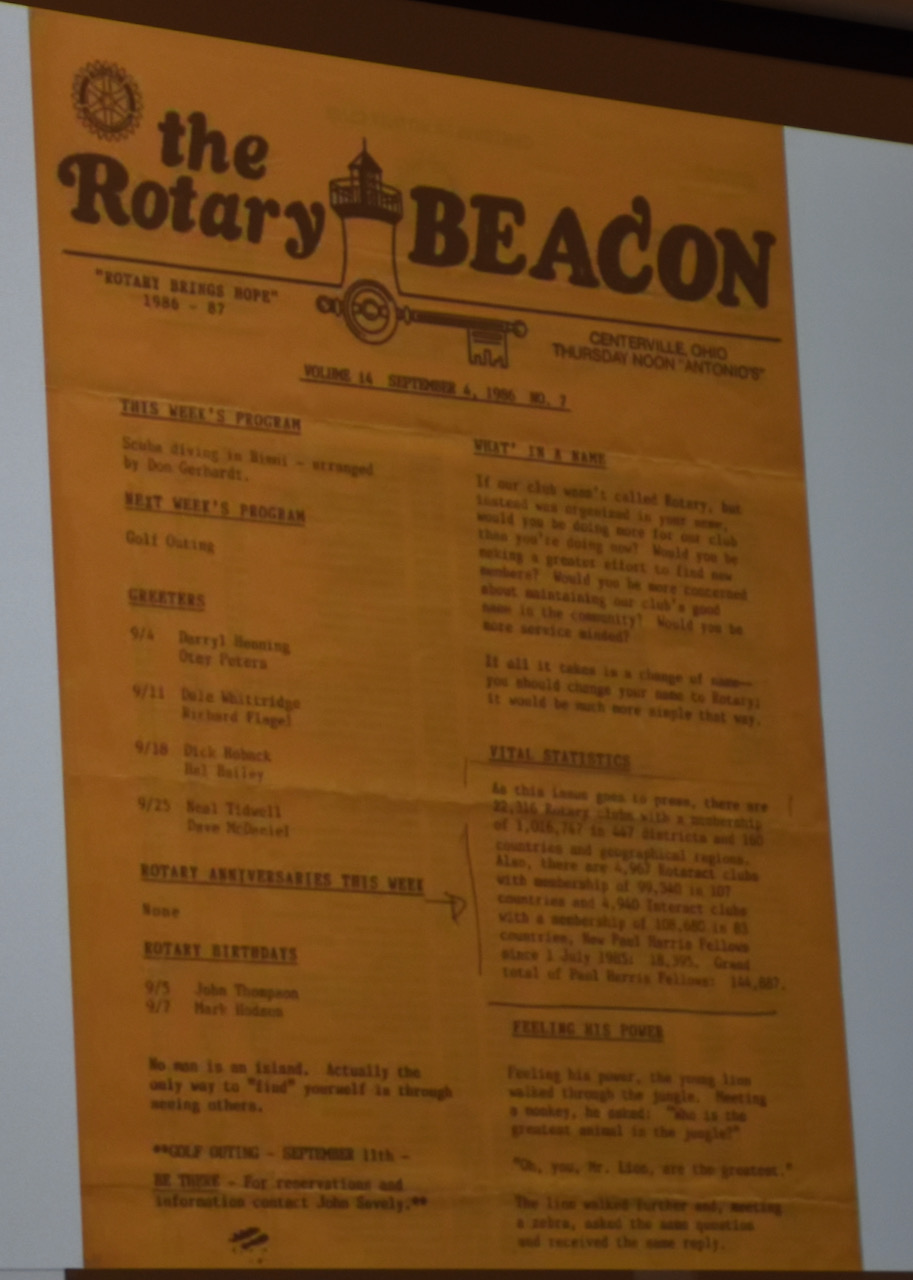 the
Rotary BEACON
"ROTARY BRINGS HOPE"
1986 - 87
CENTERVILLE, OHIO
THURSDAY NOON "ANTONIO'S"
VOLUME 14 SEPTEMBER 4, 1986 NO. 7
THIS WEEK'S PROGRAM
Scuba diving in Bimni - arranged
by Don Gerhardt.
NEXT WEEK'S PROGRAM
Golf Outing
GREETERS
9/4 Darryl Henning
Otey Peters
9/11 Dale Whittridge
Richard Flagel
9/18 Dick Hoback
Hal Bailey
9/25 Neal Tidwell
Dave McDaniel
ROTARY ANNIVERSARIES THIS WEEK
None
ROTARY BIRTHDAYS
9/5 John Thompson
9/7 Mark Hodson
No man is an island. Actually the
only way to "find" yourself is through
seeing others.
**GOLF OUTING - SEPTEMBER 11th -
BE THERE - For reservations and
information contact John Savely.**
WHAT' IN A NAME
If our club wasn't called Rotary, but
instead was organized in your name,
would you be doing more for our club
than you're doing now? Would you be
making a greater effort to find new
members? Would you be more concerned
about maintaining our club's good
name in the community? Would you be
more service minded?
If all it takes is a change of name--
you should change your name to Rotary;
it would be much more simple that way.
VITAL STATISTICS
As this issue goes to press, there are
22,316 Rotary clubs with a membership
of 1,016,747 in 447 districts and 160
countries and geographical regions.
Also, there are 4,967 Rotaract clubs
with membership of 99,340 in 107
countries and 4,940 Interact clubs
with a membership of 108,680 in 83
countries, New Paul Harris Fellows
since 1 July 1985: 18,395. Grand
total of Paul Harris Fellows: 144,887.
FEELING HIS POWER
Feeling his power, the young lion
walked through the jungle. Meeting
a monkey, he asked: "Who is the
greatest animal in the jungle?"
"Oh, you, Mr. Lion, are the greatest."
The lion walked further and, meeting
a zebra, asked the same question
and received the same reply.